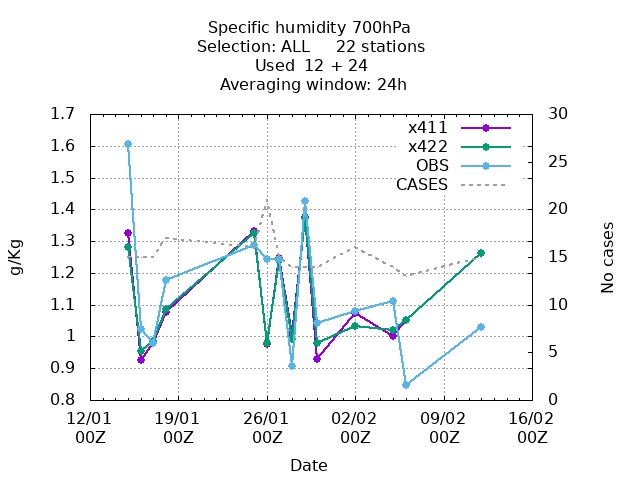 Specific humidity 700hPa
Selection: ALL 22 stations
Used 12 + 24
Averaging window: 24h
1.7
1.6
1.5
1.4
1.3
1.2
1.1
1
0.9
0.8
g/Kg
x411
x422
OBS
CASES
30
25
20
15
10
5
0
No cases
12/01 19/01 26/01 02/02 09/02 16/02
00Z 00Z 00Z 00Z 00Z 00Z
Date